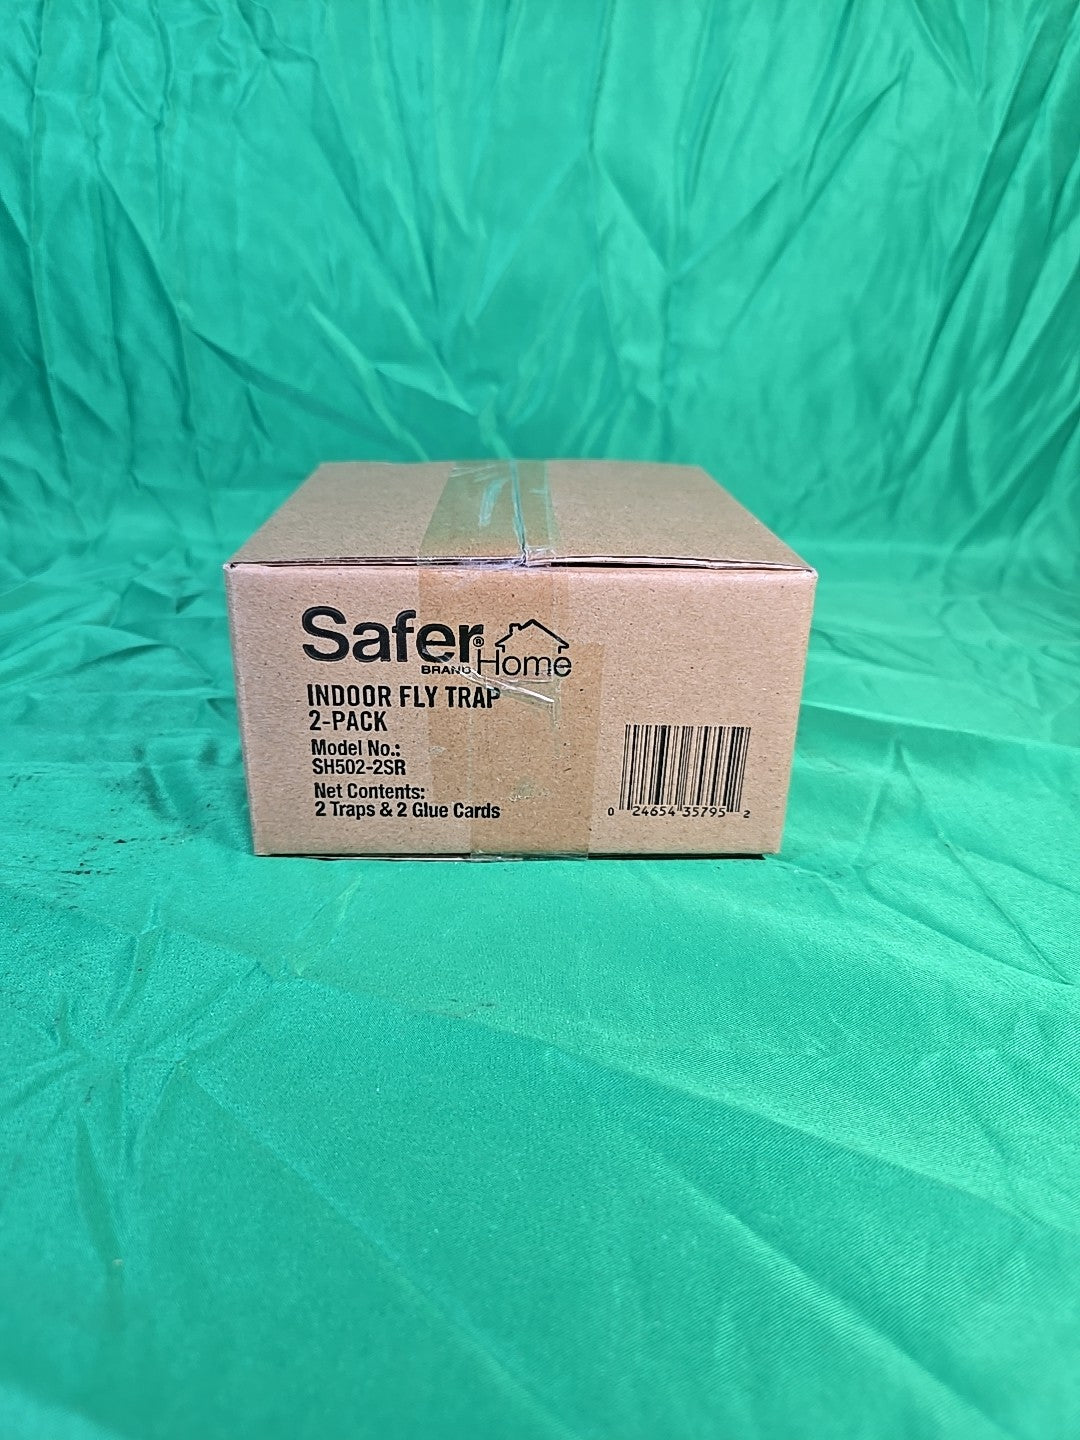 Safer®
BRAND Home
INDOOR FLY TRAP
2-PACK
Model No.:
SH502-2SR
Net Contents:
2 Traps & 2 Glue Cards
0 24654 35795 2